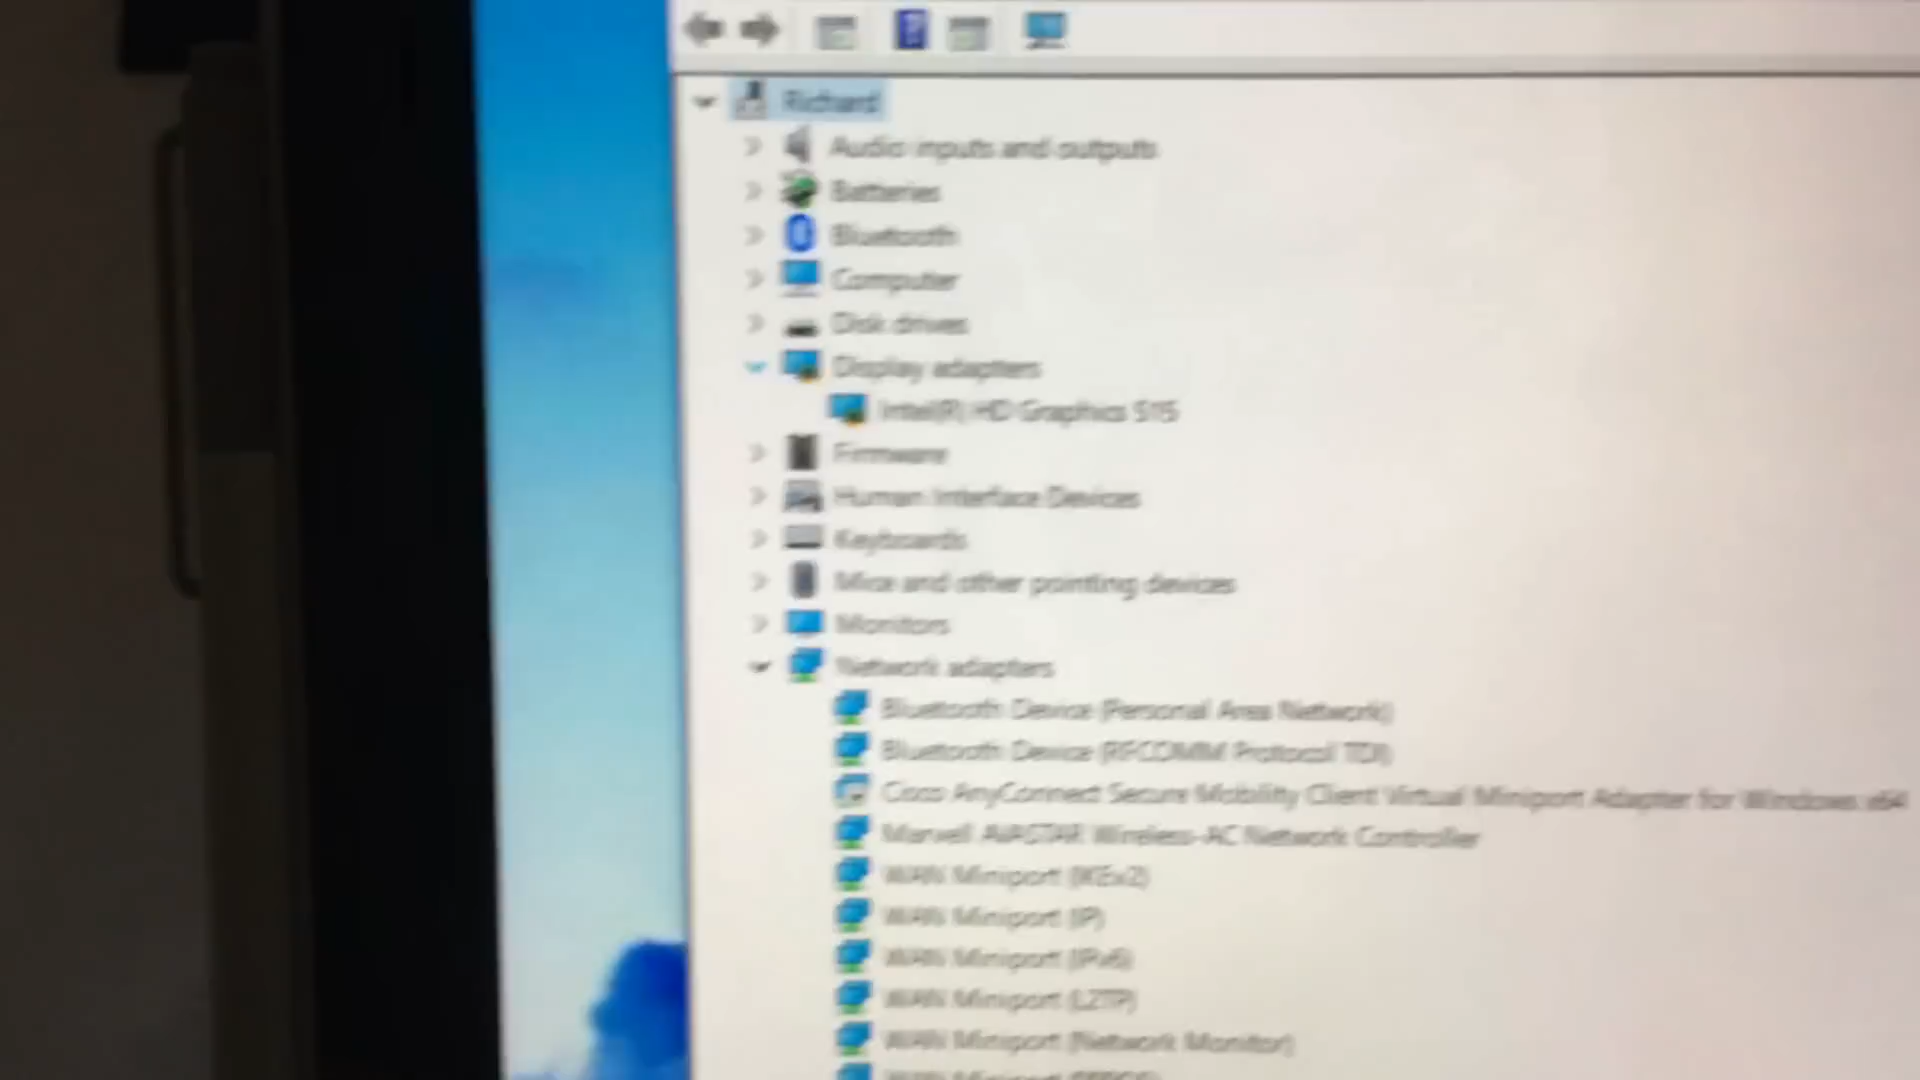 Richard
Audio inputs and outputs
Batteries
Bluetooth
Computer
Disk drives
Display adapters
Intel(R) HD Graphics 515
Firmware
Human Interface Devices
Keyboards
Mice and other pointing devices
Monitors
Network adapters
Bluetooth Device (Personal Area Network)
Bluetooth Device (RFCOMM Protocol TDI)
Cisco AnyConnect Secure Mobility Client Virtual Miniport Adapter for Windows x64
Marvell AVASTAR Wireless-AC Network Controller
WAN Miniport (IKEv2)
WAN Miniport (IP)
WAN Miniport (IPv6)
WAN Miniport (L2TP)
WAN Miniport (Network Monitor)
WAN Miniport